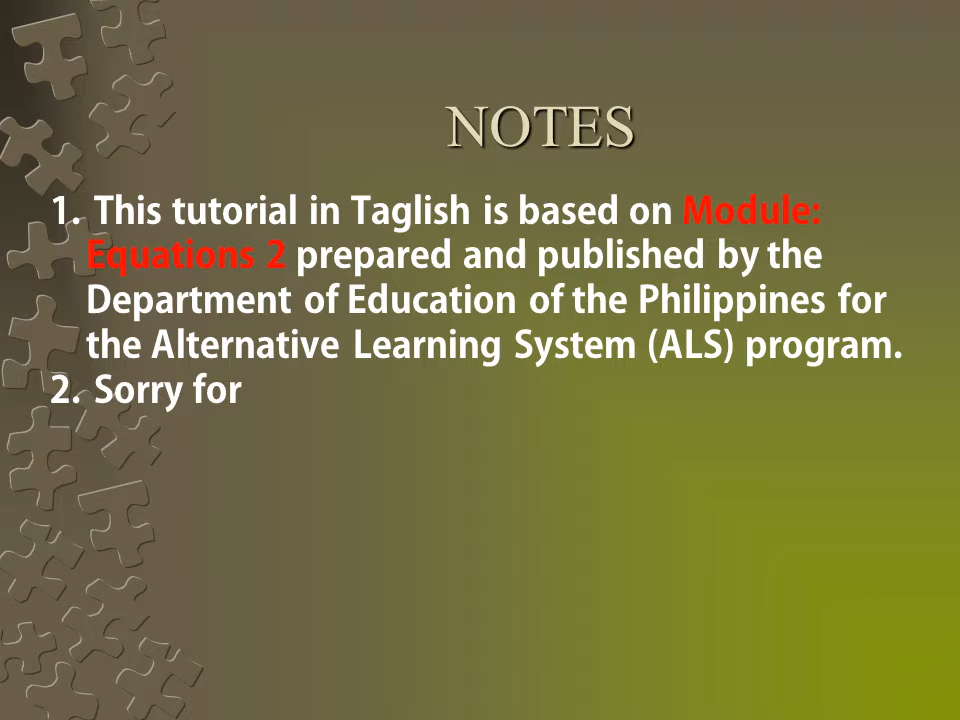 NOTES
1. This tutorial in Taglish is based on Module:
Equations 2 prepared and published by the
Department of Education of the Philippines for
the Alternative Learning System (ALS) program.
2. Sorry for